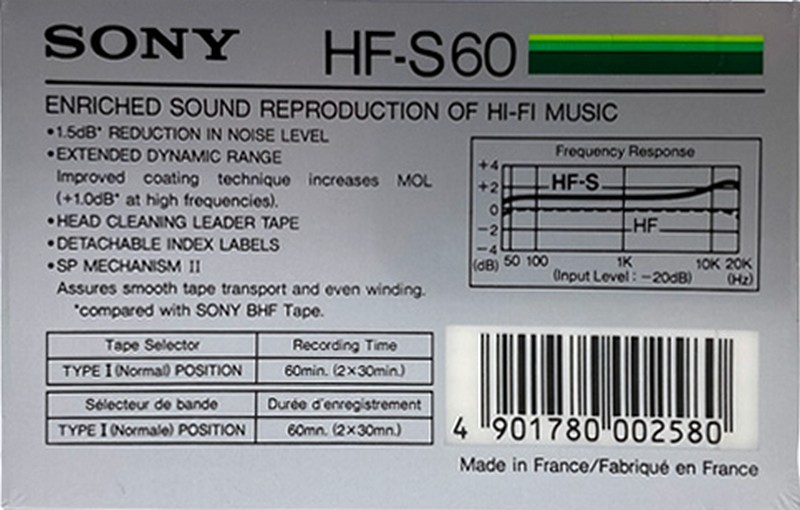 SONY HF-S60
ENRICHED SOUND REPRODUCTION OF HI-FI MUSIC
•1.5dB* REDUCTION IN NOISE LEVEL
•EXTENDED DYNAMIC RANGE
Improved coating technique increases MOL
(+1.0dB* at high frequencies).
•HEAD CLEANING LEADER TAPE
•DETACHABLE INDEX LABELS
•SP MECHANISM II
Assures smooth tape transport and even winding.
*compared with SONY BHF Tape.
Frequency Response
+4
+2
0
-2
-4
HF-S
HF
(dB) 50 100 1K 10K 20K
(Input Level : -20dB) (Hz)
Tape Selector Recording Time
TYPE I (Normal) POSITION 60min. (2×30min.)
Sélecteur de bande Durée d'enregistrement
TYPE I (Normale) POSITION 60mn. (2×30mn.)
4 901780 002580
Made in France/Fabriqué en France